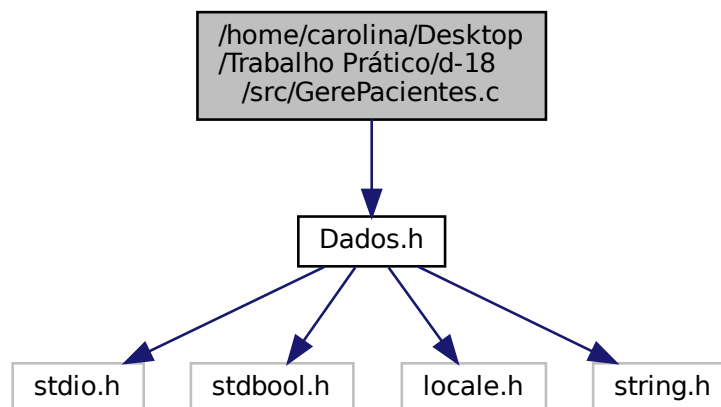 /home/carolina/Desktop
/Trabalho Prático/d-18
/src/GerePacientes.c
Dados.h
stdio.h
stdbool.h
locale.h
string.h